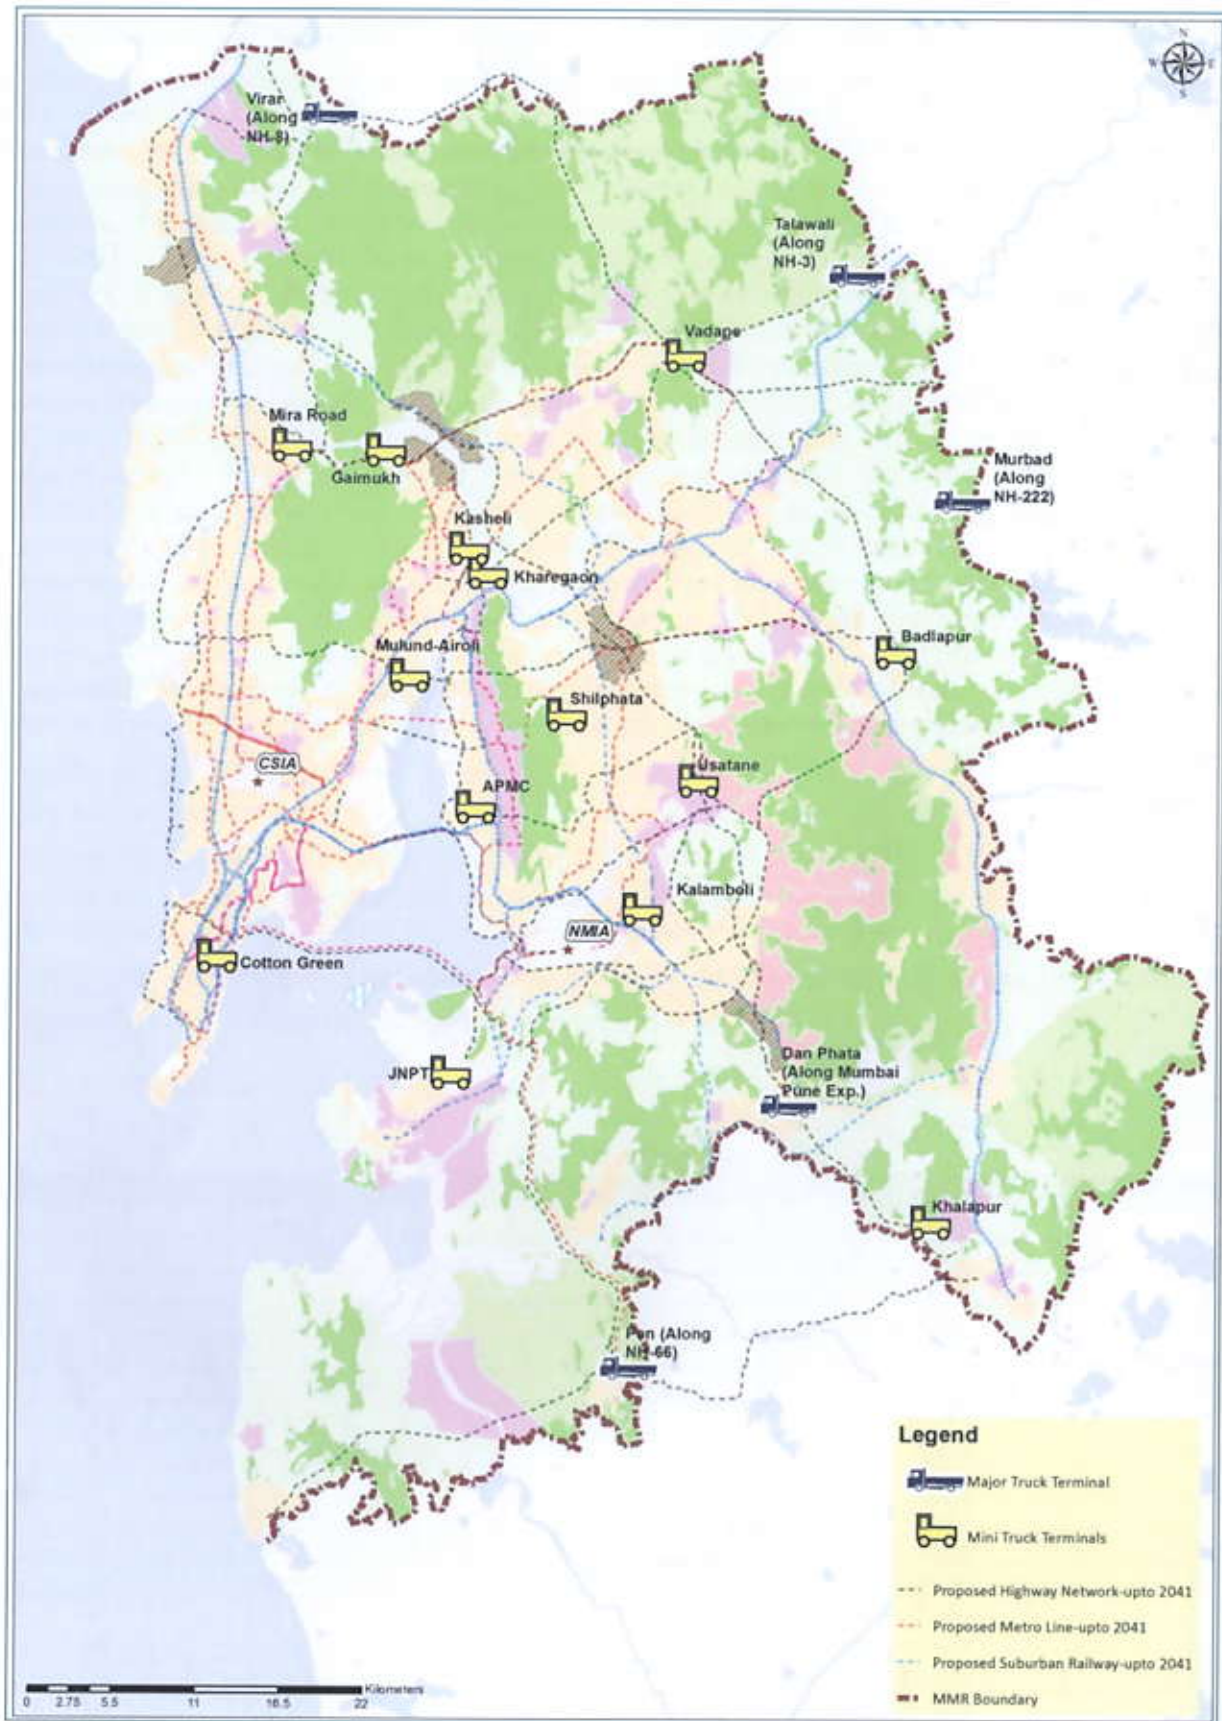 N
W E
S
Virar
(Along
NH-8)
Talawali
(Along
NH-3)
Vadape
Mira Road
Gaimukh
Murbad
(Along
NH-222)
Kasheli
Kharegaon
Badlapur
Mulund-Airoli
Shilphata
CSIA
Usatane
APMC
Kalamboli
NMIA
Cotton Green
JNPT
Dan Phata
(Along Mumbai
Pune Exp.)
Khalapur
Pen (Along
NH-66)
Legend
Major Truck Terminal
Mini Truck Terminals
Proposed Highway Network-upto 2041
Proposed Metro Line-upto 2041
Proposed Suburban Railway-upto 2041
MMR Boundary
Kilometers
0 2.75 5.5 11 16.5 22